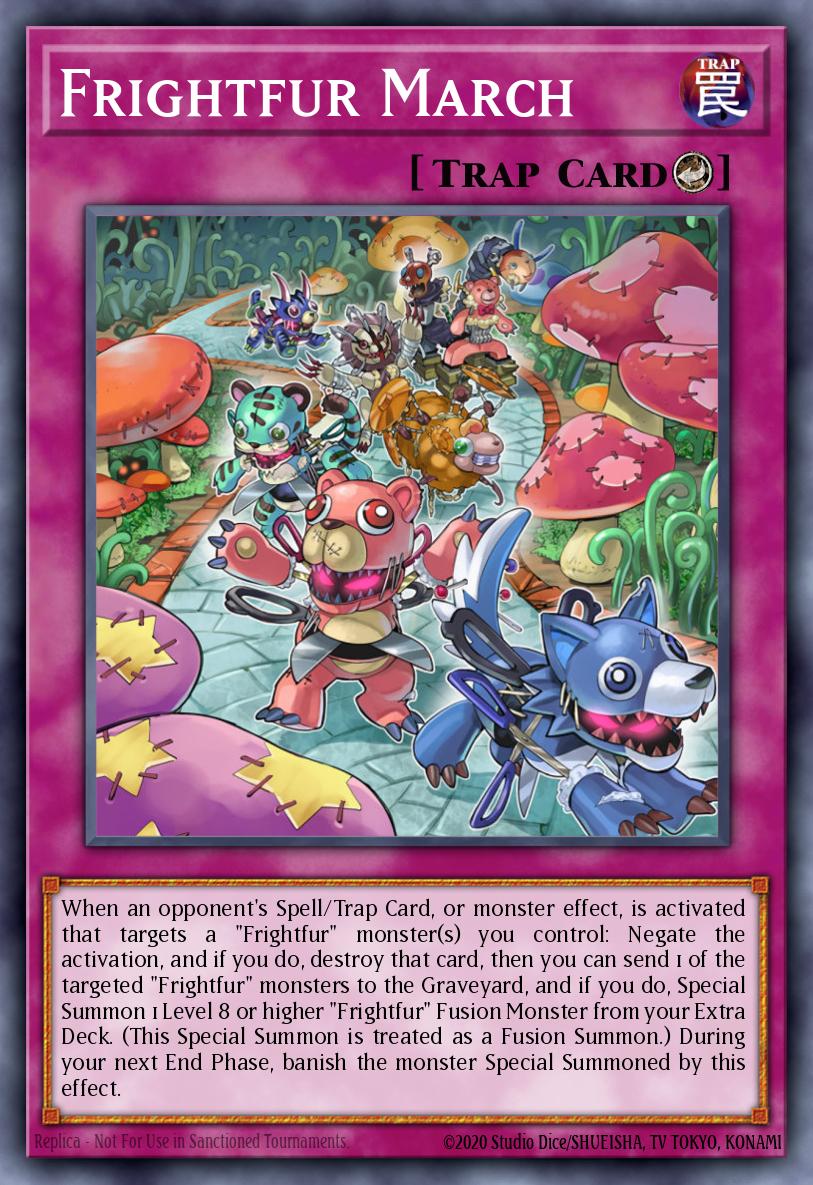 Frightfur March
TRAP
罠
[ Trap Card ]
When an opponent's Spell/Trap Card, or monster effect, is activated
that targets a "Frightfur" monster(s) you control: Negate the
activation, and if you do, destroy that card, then you can send 1 of the
targeted "Frightfur" monsters to the Graveyard, and if you do, Special
Summon 1 Level 8 or higher "Frightfur" Fusion Monster from your Extra
Deck. (This Special Summon is treated as a Fusion Summon.) During
your next End Phase, banish the monster Special Summoned by this
effect.
Replica - Not For Use in Sanctioned Tournaments.
©2020 Studio Dice/SHUEISHA, TV TOKYO, KONAMI